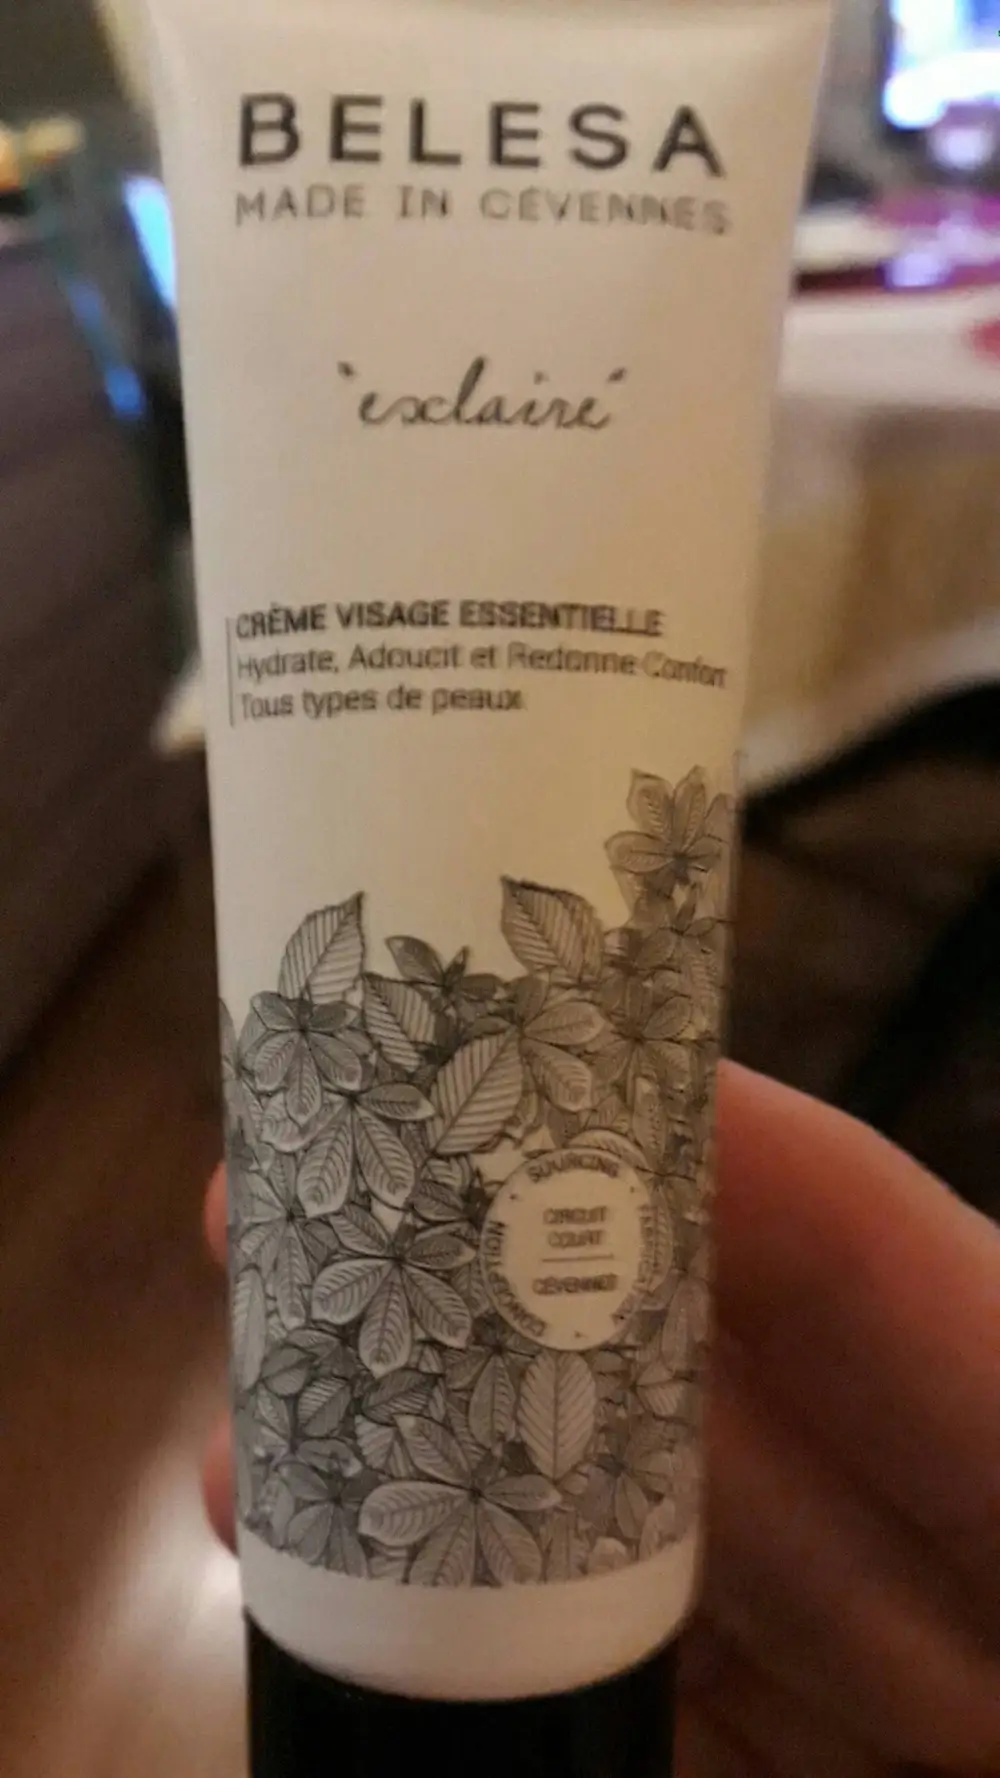 BELESA
MADE IN CÉVENNES
"esclaire"
CRÈME VISAGE ESSENTIELLE
Hydrate, Adoucit et Redonne Confort
Tous types de peaux
SOURCING
CIRCUIT
COURT
CÉVENNES
CONCEPTION